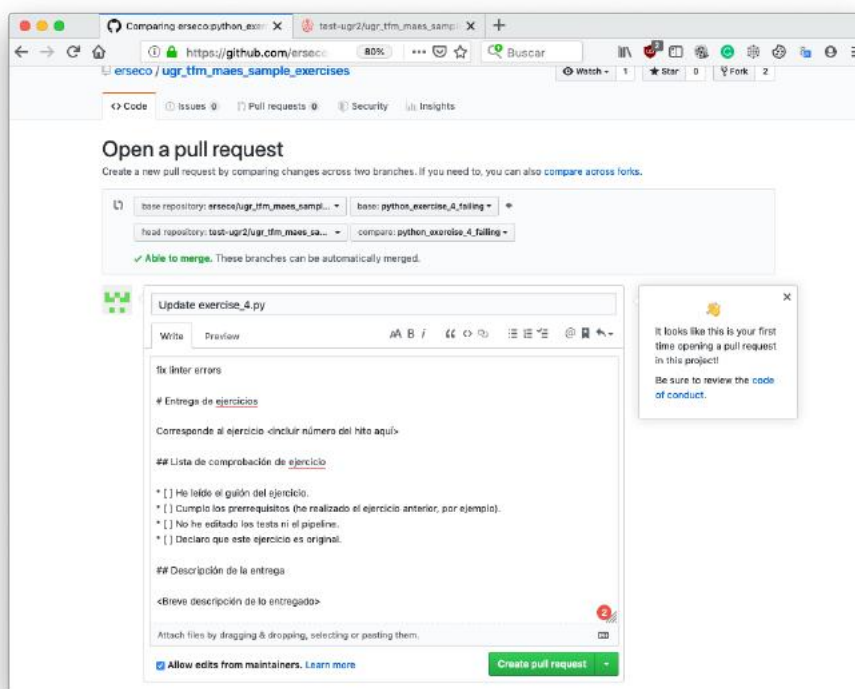 Comparing erseco:python_exer
test-ugr2/ugr_tfm_maes_sampl
https://github.com/erseco
80%
Buscar
erseco / ugr_tfm_maes_sample_exercises
Watch 1
Star 0
Fork 2
Code
Issues 0
Pull requests 0
Security
Insights
Open a pull request
Create a new pull request by comparing changes across two branches. If you need to, you can also compare across forks.
base repository: erseco/ugr_tfm_maes_sampl...
base: python_exercise_4_failing
head repository: test-ugr2/ugr_tfm_maes_sa...
compare: python_exercise_4_failing
Able to merge. These branches can be automatically merged.
Update exercise_4.py
Write
Preview
AA B i
fix linter errors
# Entrega de ejercicios
Corresponde al ejercicio <incluir número del hito aquí>
## Lista de comprobación de ejercicio
* [ ] He leído el guión del ejercicio.
* [ ] Cumplo los prerrequisitos (he realizado el ejercicio anterior, por ejemplo).
* [ ] No he editado los tests ni el pipeline.
* [ ] Declaro que este ejercicio es original.
## Descripción de la entrega
<Breve descripción de lo entregado>
2
Attach files by dragging & dropping, selecting or pasting them.
Allow edits from maintainers. Learn more
Create pull request
It looks like this is your first
time opening a pull request
in this project!
Be sure to review the code
of conduct.